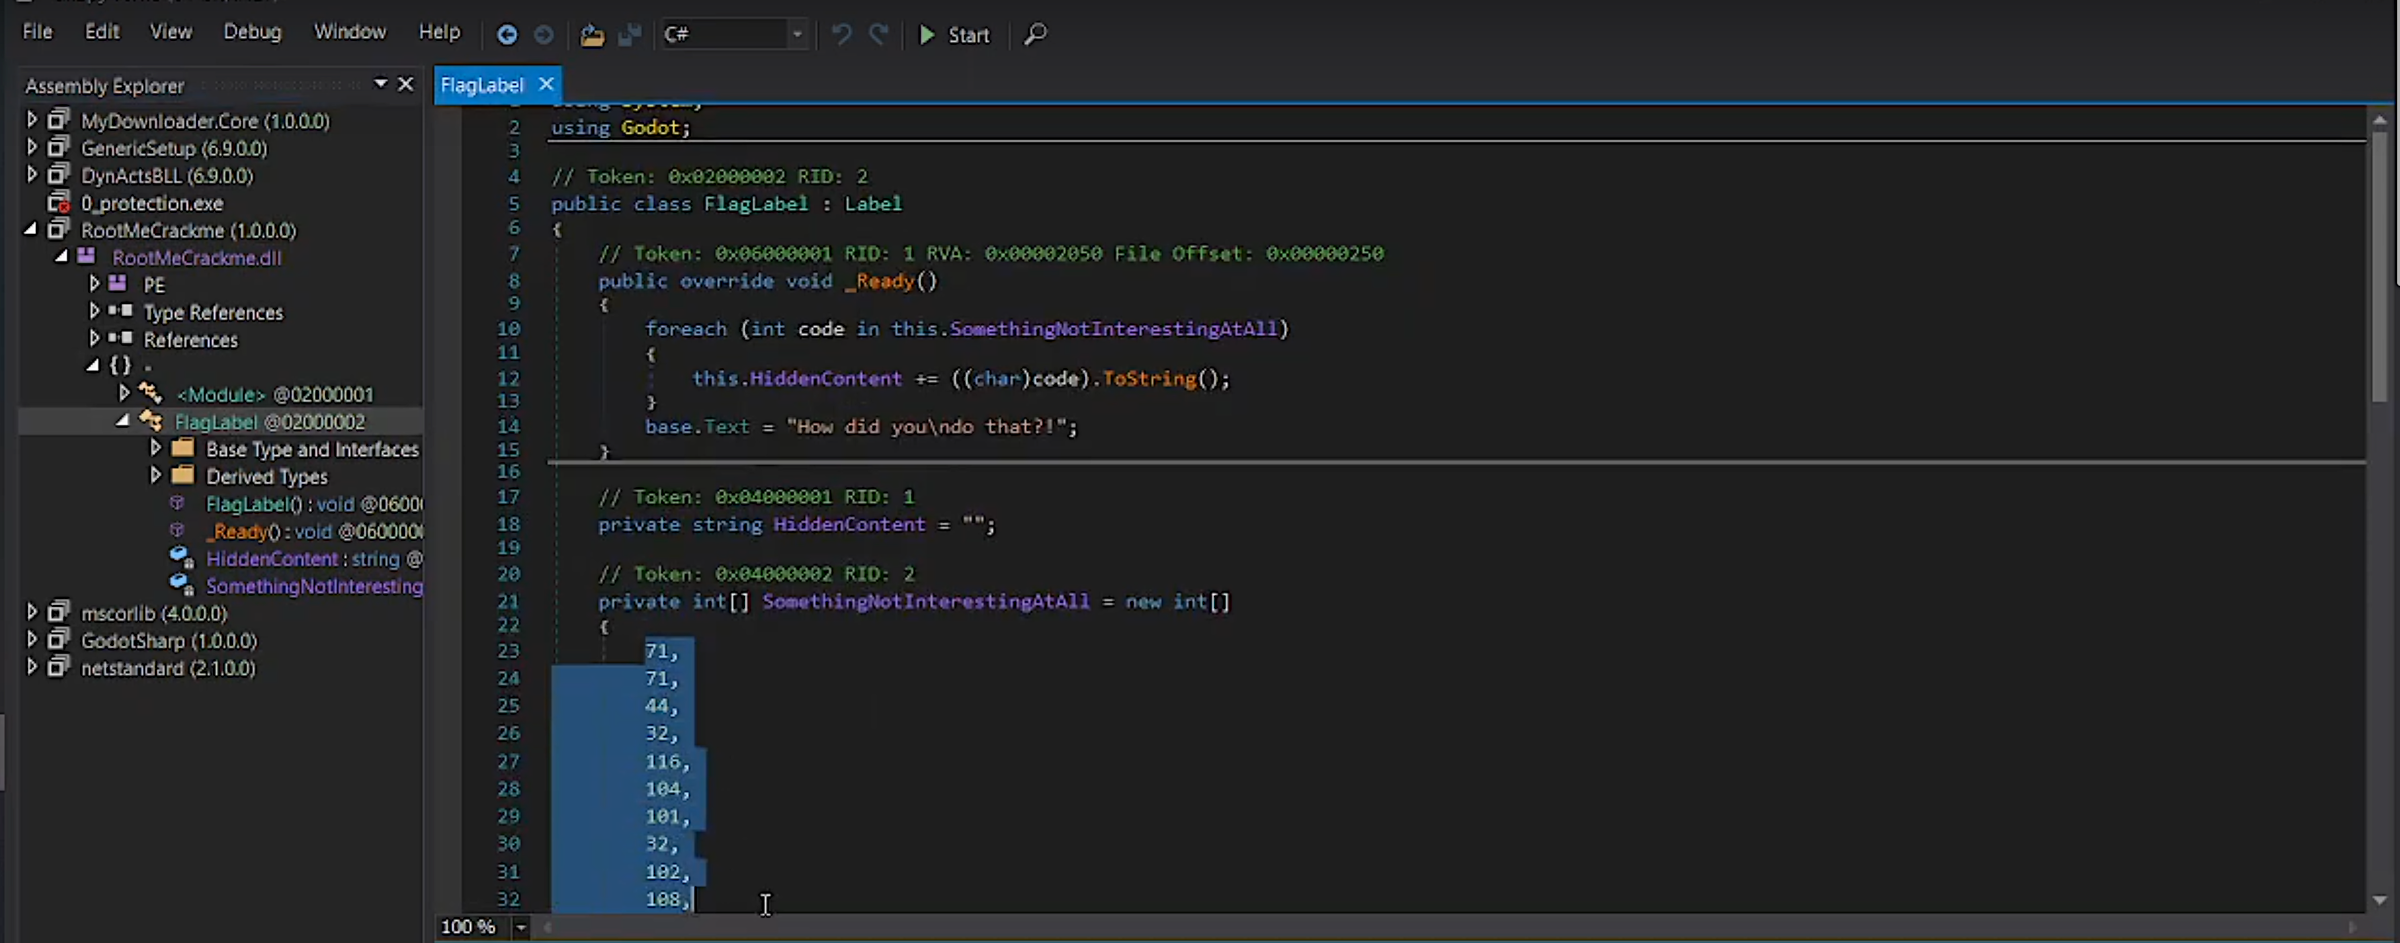 File Edit View Debug Window Help C# Start
Assembly Explorer
FlagLabel
MyDownloader.Core (1.0.0.0)
GenericSetup (6.9.0.0)
DynActsBLL (6.9.0.0)
0_protection.exe
RootMeCrackme (1.0.0.0)
RootMeCrackme.dll
PE
Type References
References
{} -
<Module> @02000001
FlagLabel @02000002
Base Type and Interfaces
Derived Types
FlagLabel() : void @0600
_Ready() : void @060000
HiddenContent : string @
SomethingNotInteresting
mscorlib (4.0.0.0)
GodotSharp (1.0.0.0)
netstandard (2.1.0.0)
2 using Godot;
3
4 // Token: 0x02000002 RID: 2
5 public class FlagLabel : Label
6 {
7 // Token: 0x06000001 RID: 1 RVA: 0x00002050 File Offset: 0x00000250
8 public override void _Ready()
9 {
10 foreach (int code in this.SomethingNotInterestingAtAll)
11 {
12 this.HiddenContent += ((char)code).ToString();
13 }
14 base.Text = "How did you\ndo that?!";
15 }
16
17 // Token: 0x04000001 RID: 1
18 private string HiddenContent = "";
19
20 // Token: 0x04000002 RID: 2
21 private int[] SomethingNotInterestingAtAll = new int[]
22 {
23 71,
24 71,
25 44,
26 32,
27 116,
28 104,
29 101,
30 32,
31 102,
32 108,
100 %